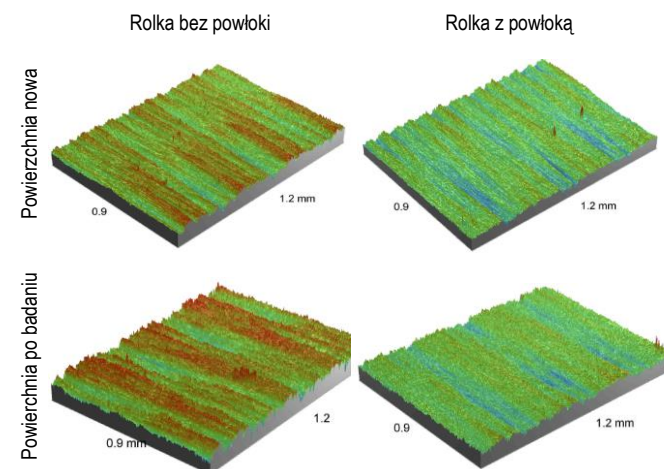 Rolka bez powłoki
Rolka z powłoką
Powierzchnia nowa
0.9
1.2 mm
0.9
1.2 mm
Powierchnia po badaniu
0.9 mm
1.2
0.9
1.2 mm